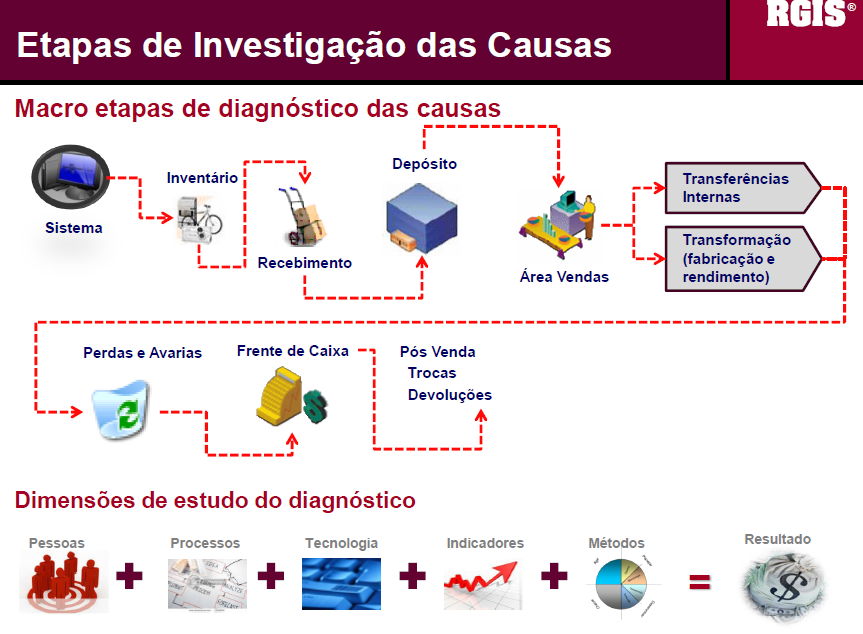 RGIS®
Etapas de Investigação das Causas
Macro etapas de diagnóstico das causas
Sistema
Inventário
Recebimento
Depósito
Área Vendas
Transferências
Internas
Transformação
(fabricação e
rendimento)
Perdas e Avarias
Frente de Caixa
Pós Venda
Trocas
Devoluções
Dimensões de estudo do diagnóstico
Pessoas
+
Processos
+
Tecnologia
+
Indicadores
+
Métodos
=
Resultado